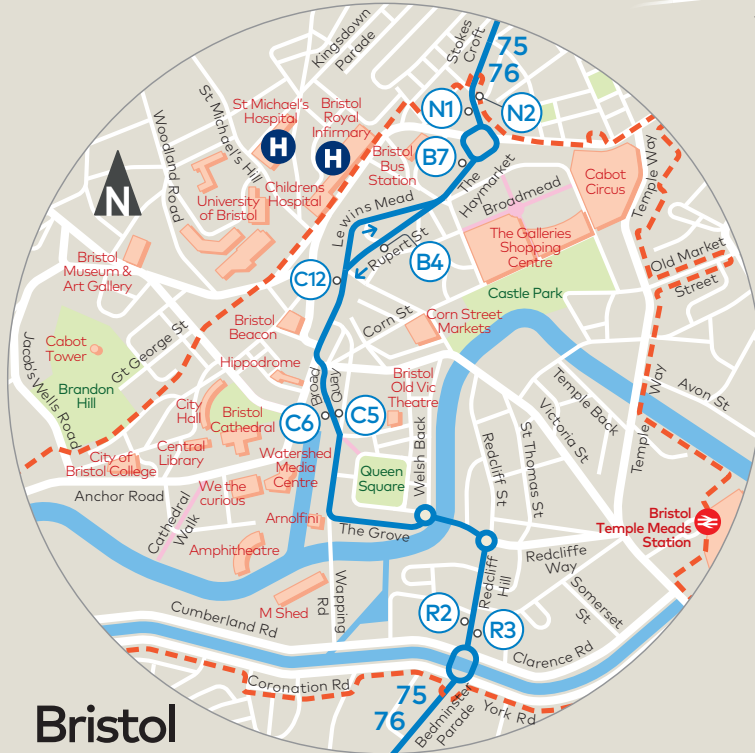 75
76
Stokes
Croft
Kingsdown
Parade
N1
N2
St Michael's
Hospital
Bristol
Royal
Infirmary
H
H
St Michael's Hill
Woodland Road
N
University
of Bristol
Childrens
Hospital
Bristol
Bus
Station
B7
The
Haymarket
Broadmead
Cabot
Circus
Temple Way
Lewins Mead
Rupert St
B4
The Galleries
Shopping
Centre
Old Market
Street
Bristol
Museum &
Art Gallery
C12
Castle Park
Corn St
Corn Street
Markets
Bristol
Beacon
Cabot
Tower
Gt George St
Jacob's Wells Road
Brandon
Hill
Hippodrome
Broad
Quay
Bristol
Old Vic
Theatre
Temple Back
Avon St
Temple
Way
Victoria St
City
Hall
Bristol
Cathedral
C6
C5
Welsh Back
Redcliff St
St Thomas St
City of
Bristol College
Central
Library
Watershed
Media
Centre
Queen
Square
Anchor Road
We the
curious
Cathedral
Walk
Arnolfini
The Grove
Bristol
Temple Meads
Station
Amphitheatre
Redcliffe
Way
Redcliff
Hill
M Shed
Wapping
Rd
Somerset
St
Cumberland Rd
R2
R3
Clarence Rd
Coronation Rd
75
76
Bedminster
Parade
York Rd
Bristol